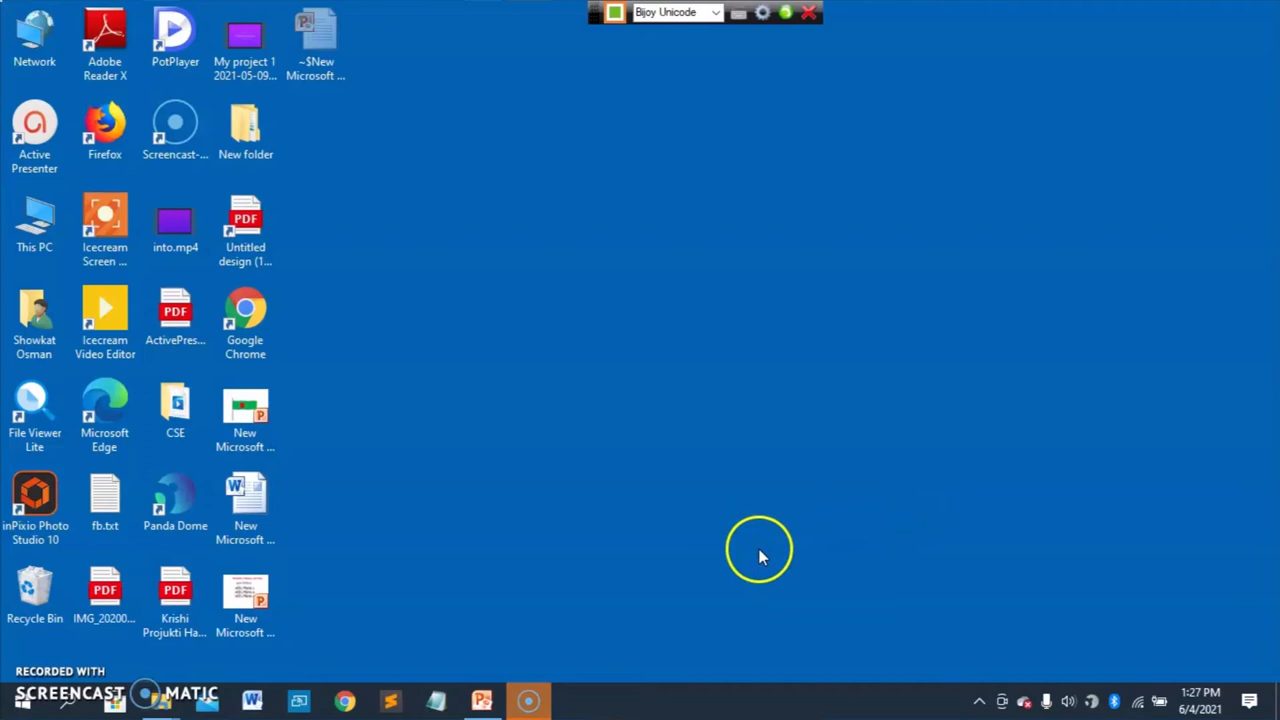 Bijoy Unicode
Network
Adobe
Reader X
PotPlayer
My project 1
2021-05-09...
~$New
Microsoft ...
Active
Presenter
Firefox
Screencast-...
New folder
This PC
Icecream
Screen ...
into.mp4
PDF
Untitled
design (1...
Showkat
Osman
Icecream
Video Editor
PDF
ActivePres...
Google
Chrome
File Viewer
Lite
Microsoft
Edge
CSE
New
Microsoft ...
inPixio Photo
Studio 10
fb.txt
Panda Dome
New
Microsoft ...
Recycle Bin
PDF
IMG_20200...
PDF
Krishi
Projukti Ha...
New
Microsoft ...
RECORDED WITH
SCREENCAST MATIC
1:27 PM
6/4/2021